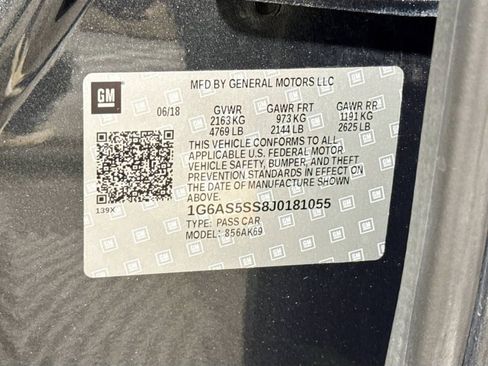 MFD BY GENERAL MOTORS LLC
GM
06/18 GVWR GAWR FRT GAWR RR
2163 KG 973 KG 1191 KG
4769 LB 2144 LB 2625 LB
THIS VEHICLE CONFORMS TO ALL
APPLICABLE U.S. FEDERAL MOTOR
VEHICLE SAFETY, BUMPER, AND THEFT
PREVENTION STANDARDS IN EFFECT ON
THE DATE OF MANUFACTURE SHOWN
ABOVE.
139X
1G6AS5SS8J0181055
TYPE: PASS CAR
MODEL: 856AK69